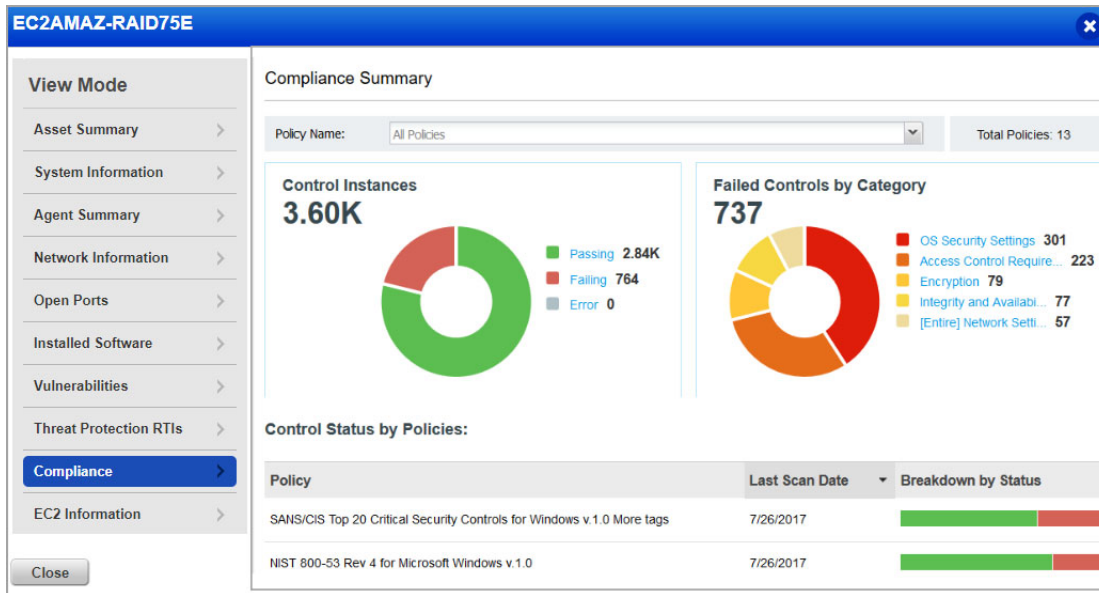 EC2AMAZ-RAID75E
View Mode
Asset Summary
System Information
Agent Summary
Network Information
Open Ports
Installed Software
Vulnerabilities
Threat Protection RTIs
Compliance
EC2 Information
Close
Compliance Summary
Policy Name: All Policies Total Policies: 13
Control Instances
3.60K
Passing 2.84K
Failing 764
Error 0
Failed Controls by Category
737
OS Security Settings 301
Access Control Require... 223
Encryption 79
Integrity and Availabi... 77
[Entire] Network Setti... 57
Control Status by Policies:
Policy Last Scan Date Breakdown by Status
SANS/CIS Top 20 Critical Security Controls for Windows v.1.0 More tags 7/26/2017
NIST 800-53 Rev 4 for Microsoft Windows v.1.0 7/26/2017